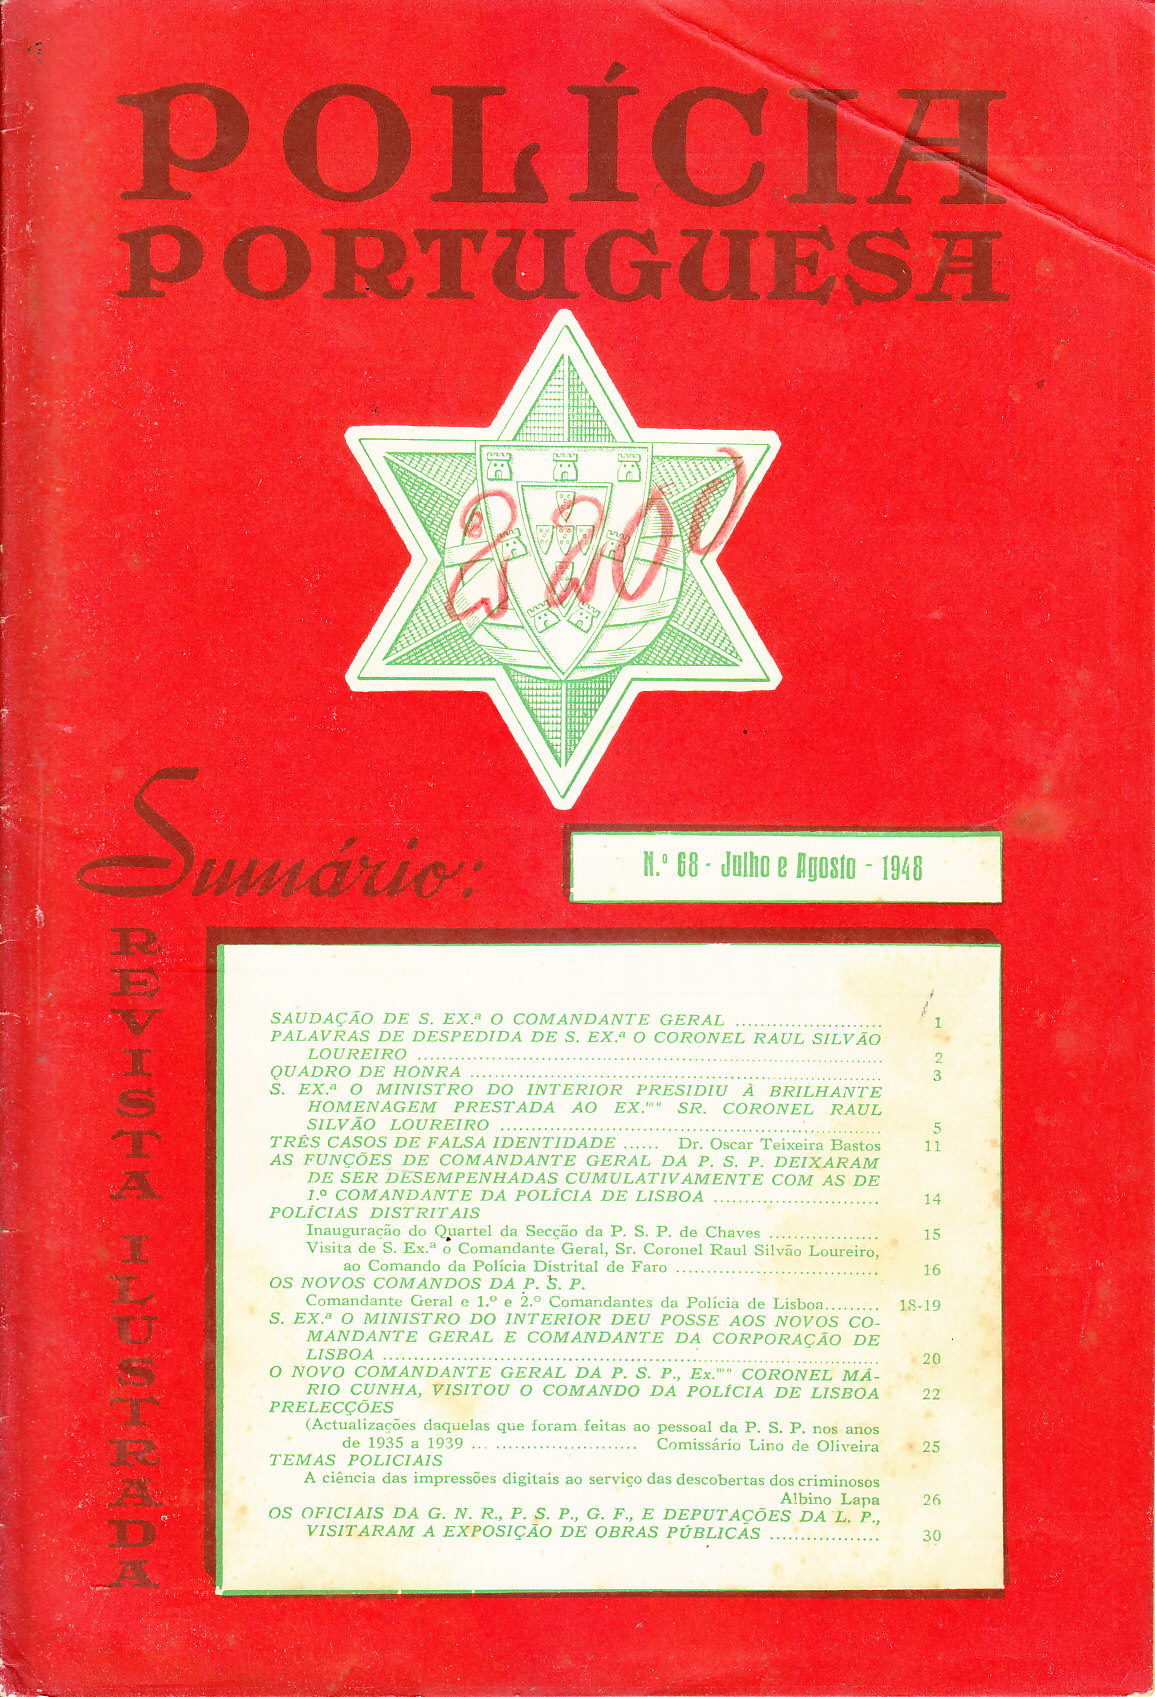 POLÍCIA
PORTUGUESA
Sumário:
N.º 68 - Julho e Agosto - 1948
REVISTA ILUSTRADA
SAUDAÇÃO DE S. EX.ª O COMANDANTE GERAL ........................ 1
PALAVRAS DE DESPEDIDA DE S. EX.ª O CORONEL RAUL SILVÃO
LOUREIRO ........................ 2
QUADRO DE HONRA ........................ 3
S. EX.ª O MINISTRO DO INTERIOR PRESIDIU À BRILHANTE
HOMENAGEM PRESTADA AO EX.mo SR. CORONEL RAUL
SILVÃO LOUREIRO ........................ 5
TRÊS CASOS DE FALSA IDENTIDADE ...... Dr. Oscar Teixeira Bastos 11
AS FUNÇÕES DE COMANDANTE GERAL DA P. S. P. DEIXARAM
DE SER DESEMPENHADAS CUMULATIVAMENTE COM AS DE
1.º COMANDANTE DA POLÍCIA DE LISBOA ........................ 14
POLÍCIAS DISTRITAIS
Inauguração do Quartel da Secção da P. S. P. de Chaves .................. 15
Visita de S. Ex.ª o Comandante Geral, Sr. Coronel Raul Silvão Loureiro,
ao Comando da Polícia Distrital de Faro ........................ 16
OS NOVOS COMANDOS DA P. S. P.
Comandante Geral e 1.º e 2.º Comandantes da Polícia de Lisboa......... 18-19
S. EX.ª O MINISTRO DO INTERIOR DEU POSSE AOS NOVOS CO-
MANDANTE GERAL E COMANDANTE DA CORPORAÇÃO DE
LISBOA ........................ 20
O NOVO COMANDANTE GERAL DA P. S. P., Ex.mo CORONEL MÁ-
RIO CUNHA, VISITOU O COMANDO DA POLÍCIA DE LISBOA 22
PRELECÇÕES
(Actualizações daquelas que foram feitas ao pessoal da P. S. P. nos anos
de 1935 a 1939 ... ....................... Comissário Lino de Oliveira 25
TEMAS POLICIAIS
A ciência das impressões digitais ao serviço das descobertas dos criminosos
Albino Lapa 26
OS OFICIAIS DA G. N. R., P. S. P., G. F., E DEPUTAÇÕES DA L. P.,
VISITARAM A EXPOSIÇÃO DE OBRAS PÚBLICAS .................. 30